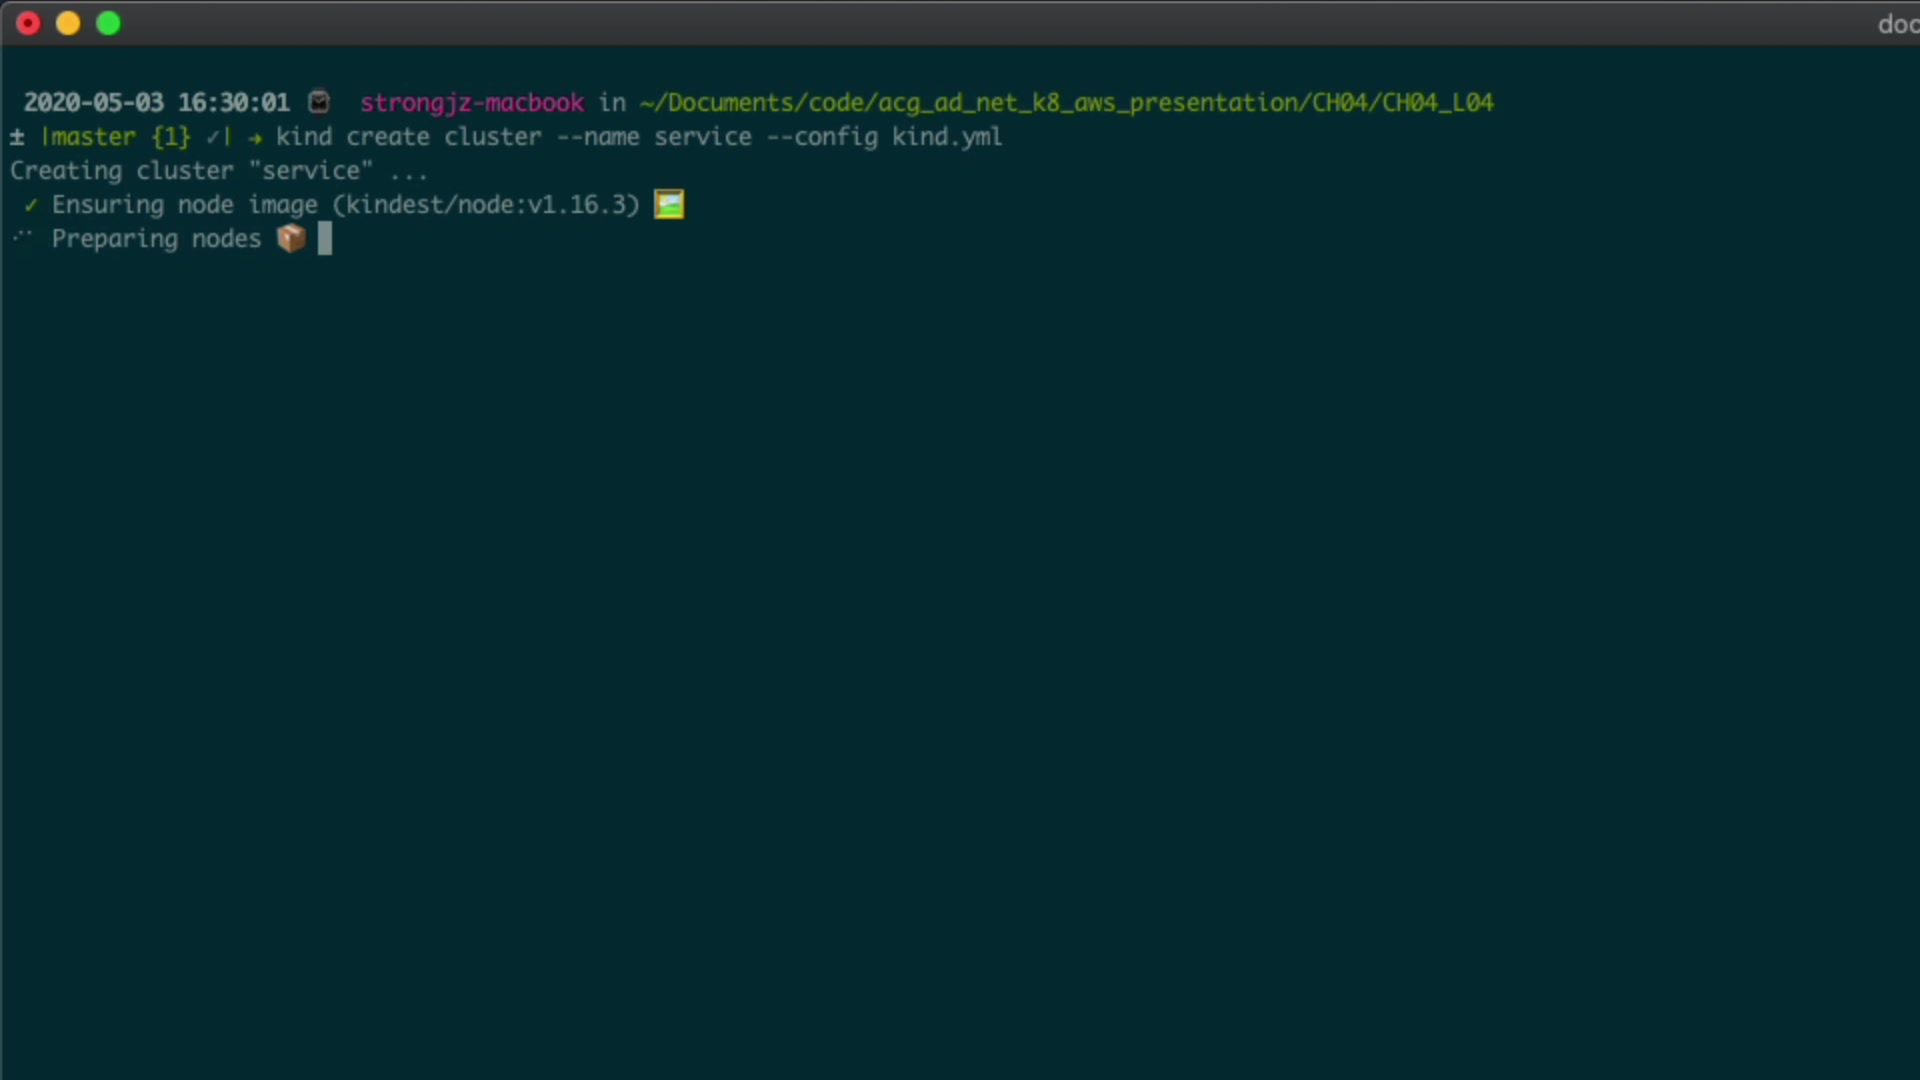 doc
2020-05-03 16:30:01 strongjz-macbook in ~/Documents/code/acg_ad_net_k8_aws_presentation/CH04/CH04_L04
± |master {1} ✓| → kind create cluster --name service --config kind.yml
Creating cluster "service" ...
✓ Ensuring node image (kindest/node:v1.16.3) 🖼
Preparing nodes 📦